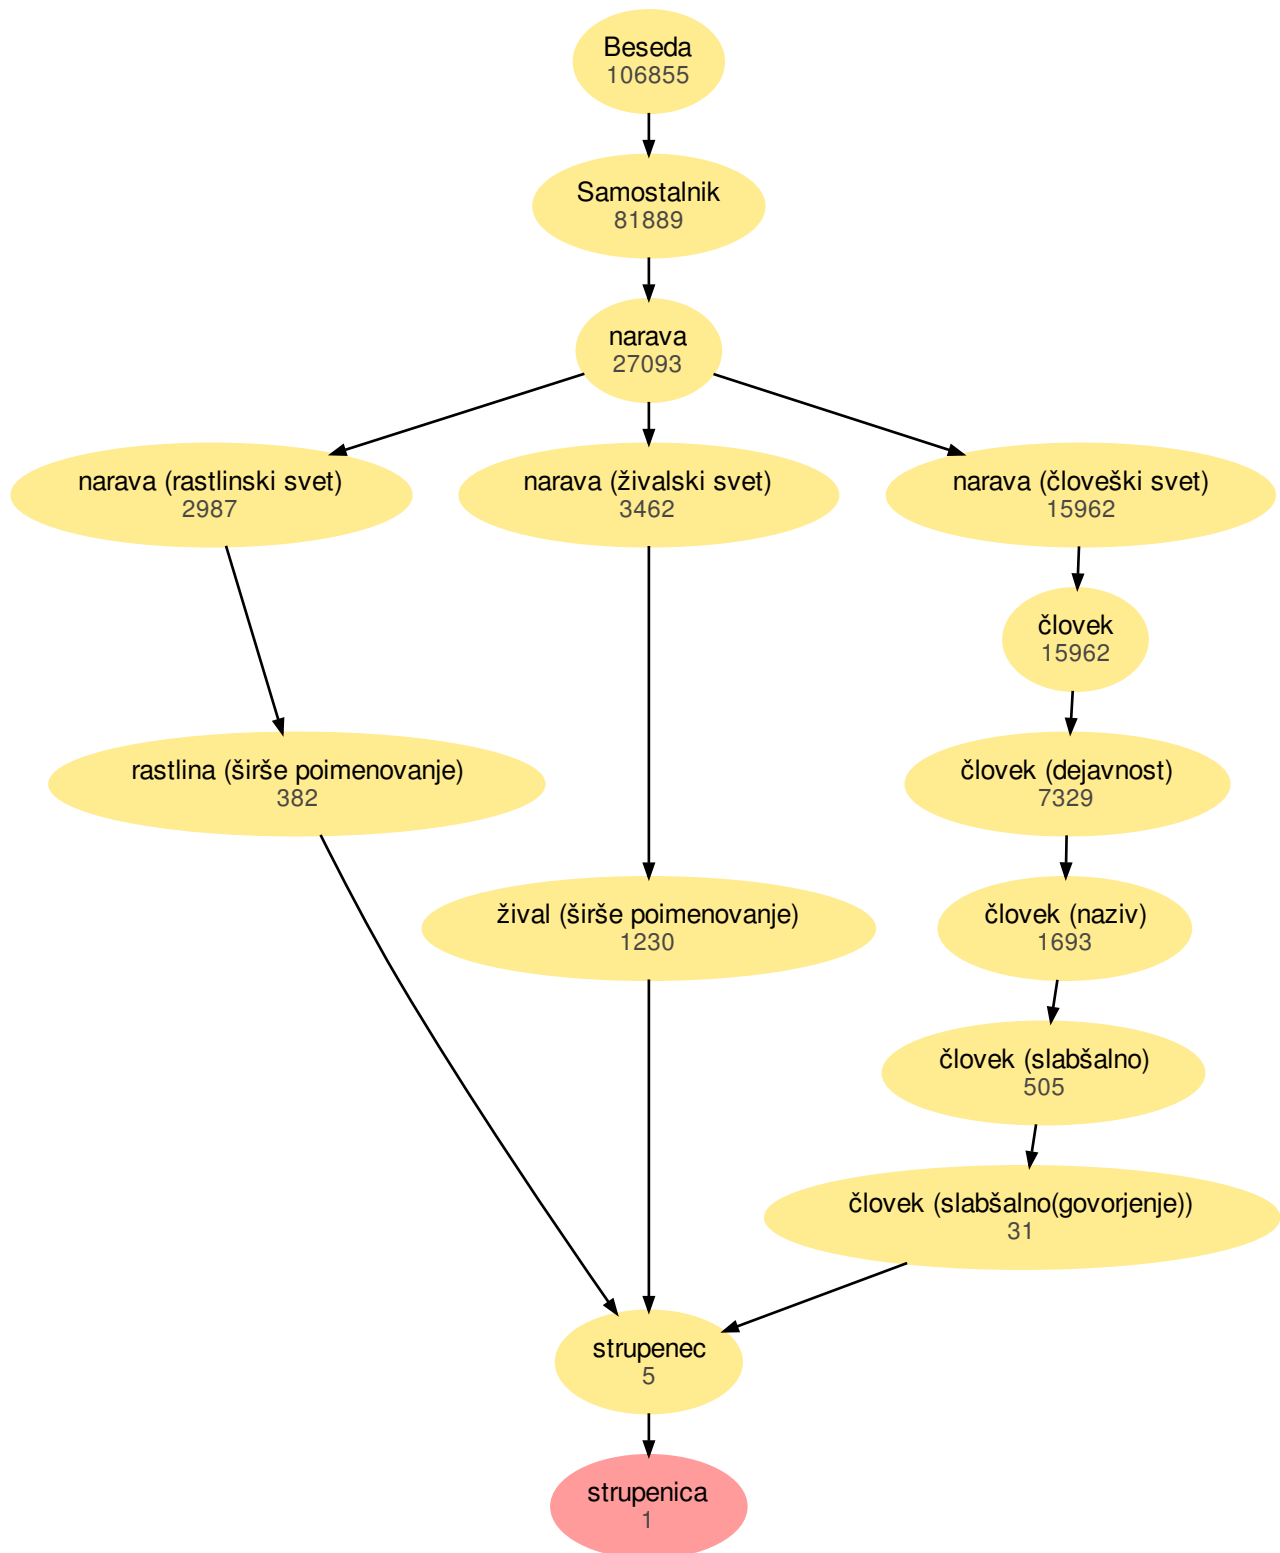 Beseda
106855
Samostalnik
81889
narava
27093
narava (rastlinski svet)
2987
narava (živalski svet)
3462
narava (človeški svet)
15962
človek
15962
rastlina (širše poimenovanje)
382
človek (dejavnost)
7329
žival (širše poimenovanje)
1230
človek (naziv)
1693
človek (slabšalno)
505
človek (slabšalno(govorjenje))
31
strupenec
5
strupenica
1